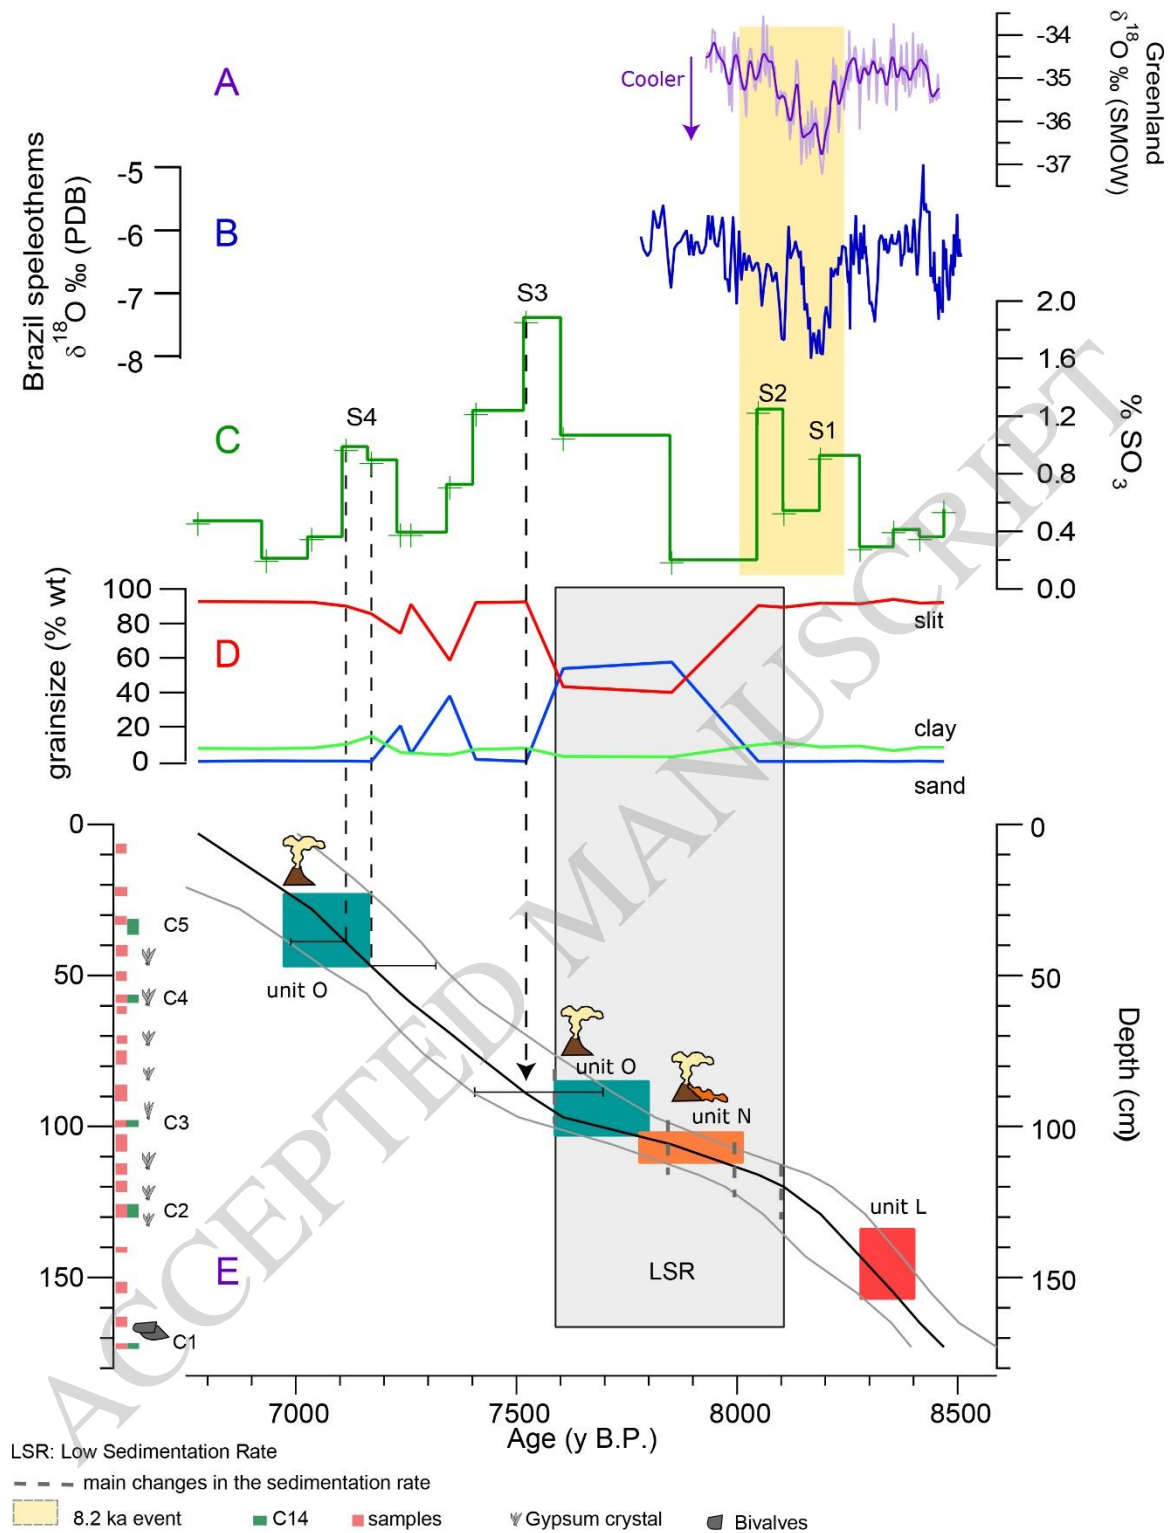 A
Cooler
-34
-35
-36
-37
δ18O ‰ (SMOW)
Greenland
Brazil speleothems
δ18O ‰ (PDB)
-5
-6
-7
-8
B
S3
S4
S2
S1
C
2.0
1.6
1.2
0.8
0.4
0.0
% SO3
grainsize (% wt)
100
80
60
40
20
0
D
slit
clay
sand
0
50
100
150
C5
C4
C3
C2
C1
unit O
unit O
unit N
unit L
LSR
E
0
50
100
150
Depth (cm)
7000
7500
8000
8500
Age (y B.P.)
ACCEPTED MANUSCRIPT
LSR: Low Sedimentation Rate
main changes in the sedimentation rate
8.2 ka event
C14
samples
Gypsum crystal
Bivalves